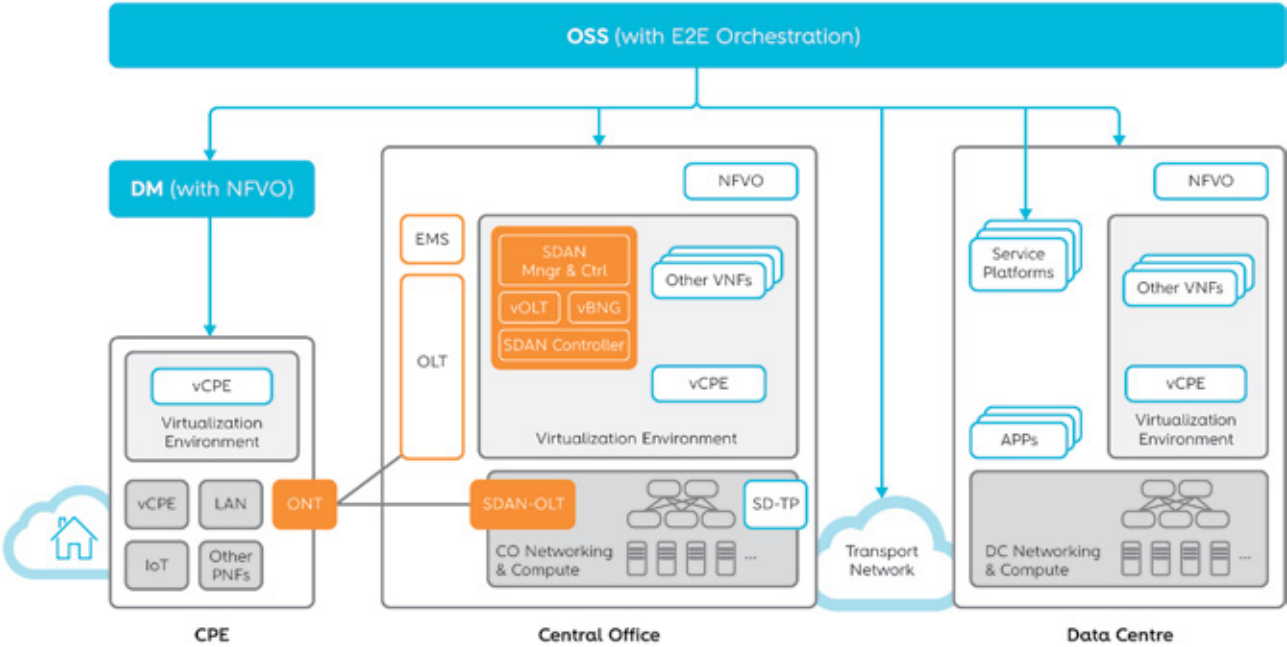 OSS (with E2E Orchestration)
DM (with NFVO)
vCPE
Virtualization
Environment
vCPE
LAN
ONT
IoT
Other
PNFs
CPE
NFVO
EMS
OLT
SDAN
Mngr & Ctrl
vOLT
vBNG
SDAN Controller
Other VNFs
vCPE
Virtualization Environment
SDAN-OLT
SD-TP
CO Networking
& Compute
...
Central Office
Transport
Network
NFVO
Service
Platforms
Other VNFs
vCPE
Virtualization
Environment
APPs
DC Networking
& Compute
...
Data Centre